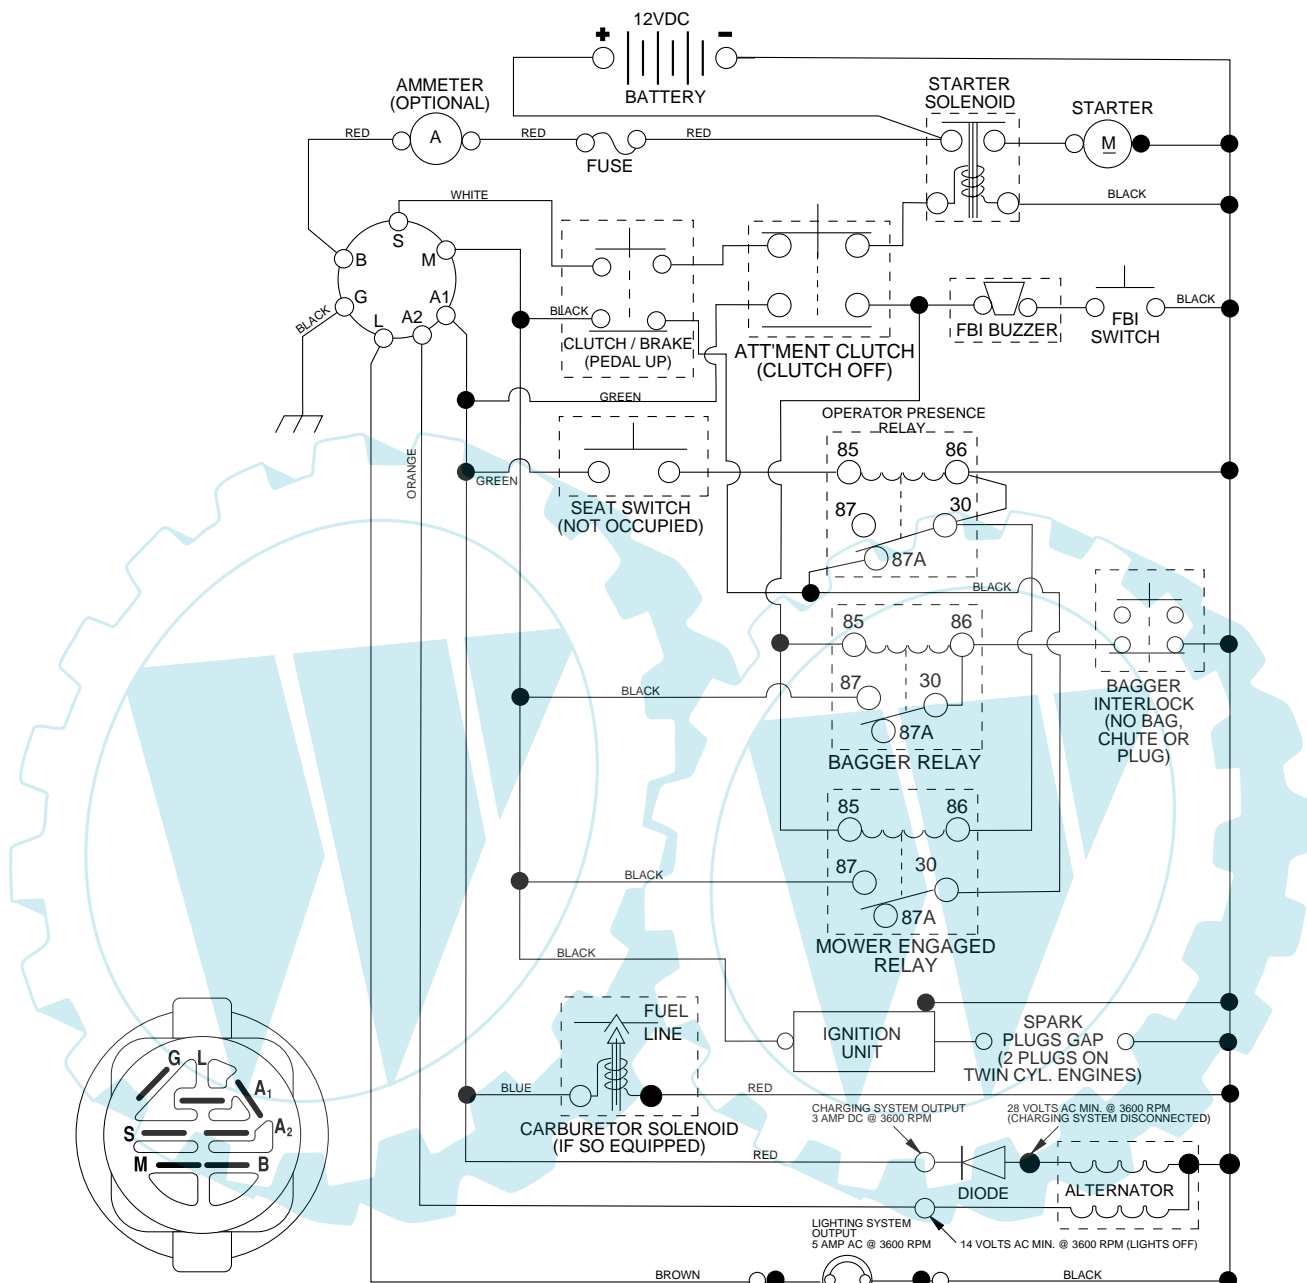 12VDC
+
-
BATTERY
AMMETER
(OPTIONAL)
A
RED
RED
FUSE
RED
STARTER
SOLENOID
STARTER
M
BLACK
WHITE
S
B
M
G
A1
L
A2
BLACK
BLACK
CLUTCH / BRAKE
(PEDAL UP)
ATT'MENT CLUTCH
(CLUTCH OFF)
FBI BUZZER
FBI
SWITCH
BLACK
GREEN
ORANGE
GREEN
SEAT SWITCH
(NOT OCCUPIED)
OPERATOR PRESENCE
RELAY
85
86
87
30
87A
BLACK
85
86
87
30
87A
BAGGER RELAY
BLACK
BAGGER
INTERLOCK
(NO BAG,
CHUTE OR
PLUG)
85
86
87
30
87A
MOWER ENGAGED
RELAY
BLACK
BLACK
IGNITION
UNIT
SPARK
PLUGS GAP
(2 PLUGS ON
TWIN CYL. ENGINES)
FUEL
LINE
BLUE
RED
CARBURETOR SOLENOID
(IF SO EQUIPPED)
CHARGING SYSTEM OUTPUT
3 AMP DC @ 3600 RPM
28 VOLTS AC MIN. @ 3600 RPM
(CHARGING SYSTEM DISCONNECTED)
RED
DIODE
ALTERNATOR
LIGHTING SYSTEM
OUTPUT
5 AMP AC @ 3600 RPM
14 VOLTS AC MIN. @ 3600 RPM (LIGHTS OFF)
BROWN
BLACK
G
L
A1
A2
S
M
B